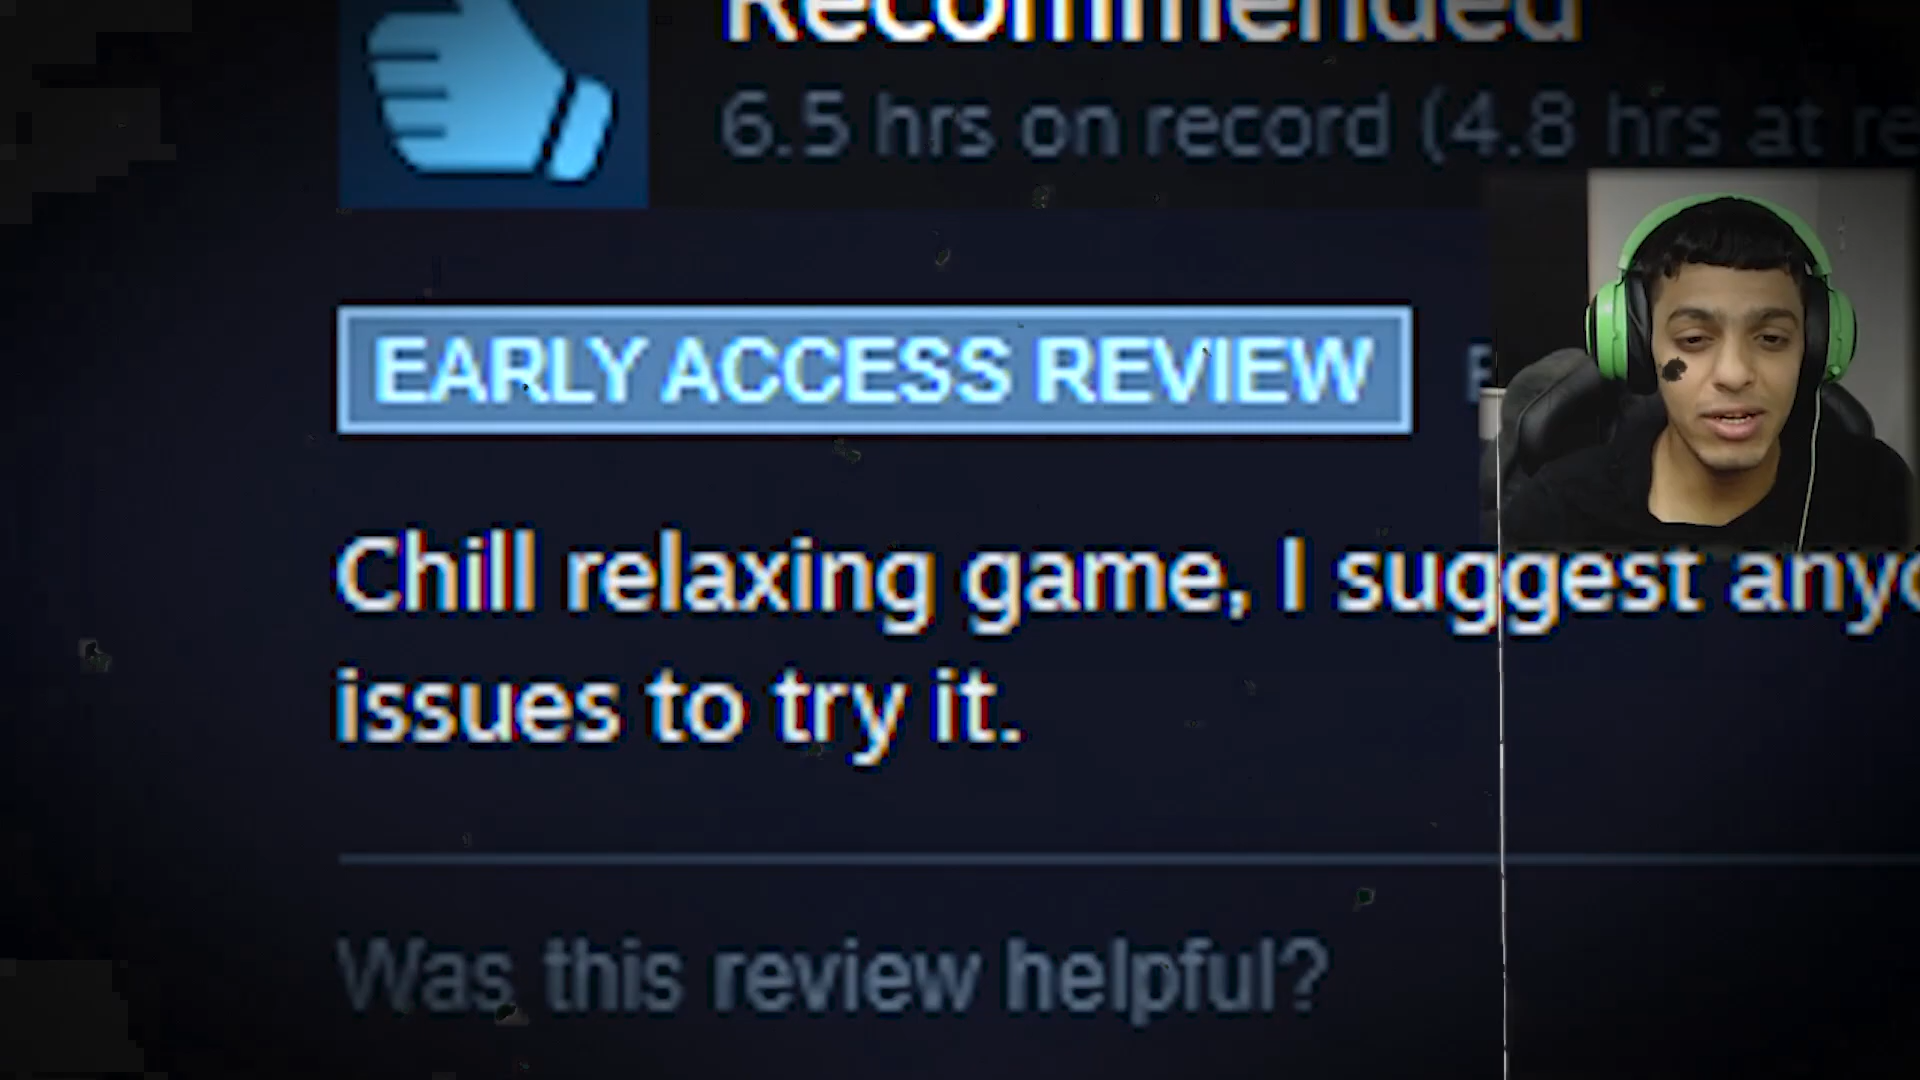 Recommended
6.5 hrs on record (4.8 hrs at
EARLY ACCESS REVIEW
Chill relaxing game, I suggest
issues to try it.
Was this review helpful?